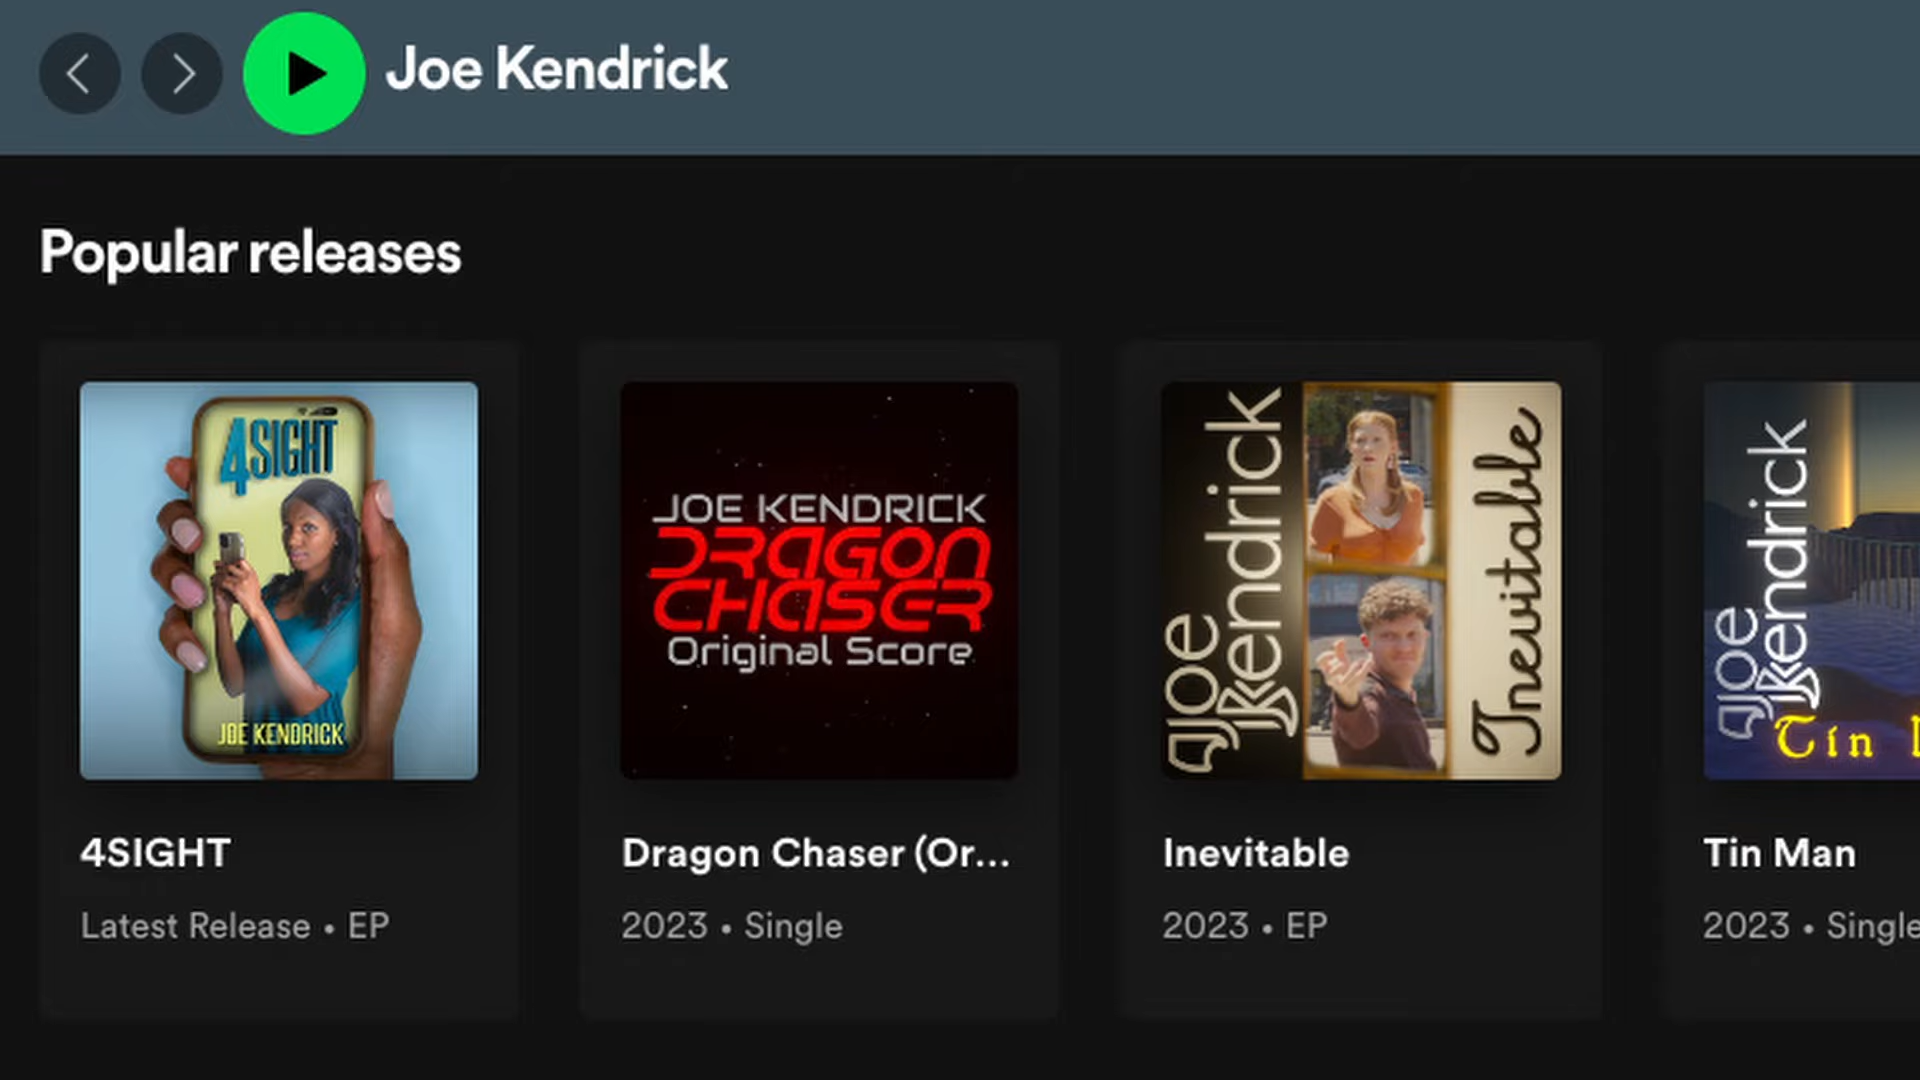 Joe Kendrick
Popular releases
4SIGHT
JOE KENDRICK
JOE KENDRICK
DRAGON
CHASER
Original Score
Joe
Kendrick
Inevitable
Joe
Kendrick
Tin
4SIGHT
Latest Release • EP
Dragon Chaser (Or...
2023 • Single
Inevitable
2023 • EP
Tin Man
2023 • Single